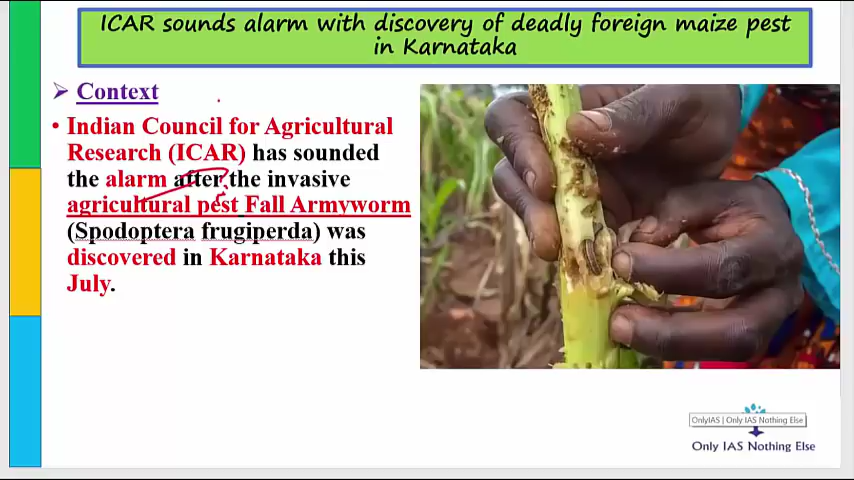 ICAR sounds alarm with discovery of deadly foreign maize pest
in Karnataka
➢ Context
• Indian Council for Agricultural
Research (ICAR) has sounded
the alarm after the invasive
agricultural pest Fall Armyworm
(Spodoptera frugiperda) was
discovered in Karnataka this
July.
OnlyIAS | Only IAS Nothing Else
Only IAS Nothing Else